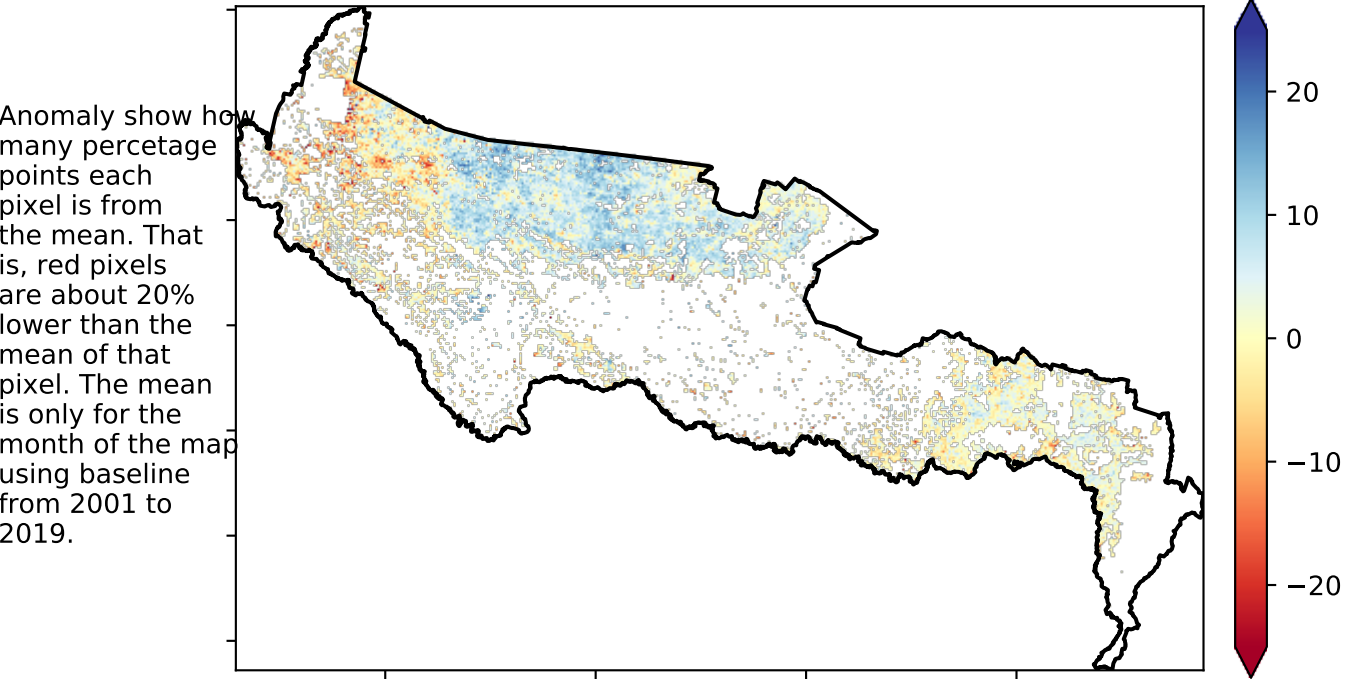 Anomaly show how
many percetage
points each
pixel is from
the mean. That
is, red pixels
are about 20%
lower than the
mean of that
pixel. The mean
is only for the
month of the map
using baseline
from 2001 to
2019.
20
10
0
−10
−20